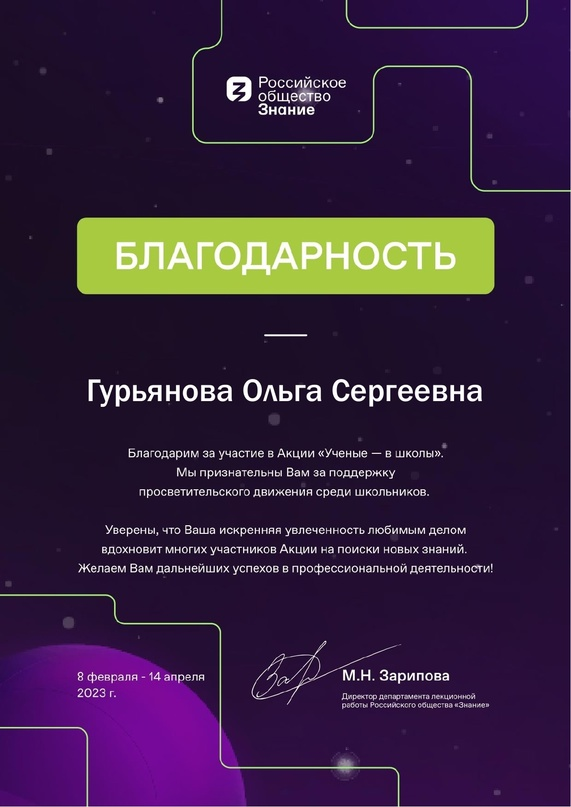 Российское
общество
Знание
БЛАГОДАРНОСТЬ
Гурьянова Ольга Сергеевна
Благодарим за участие в Акции «Ученые — в школы».
Мы признательны Вам за поддержку
просветительского движения среди школьников.
Уверены, что Ваша искренняя увлеченность любимым делом
вдохновит многих участников Акции на поиски новых знаний.
Желаем Вам дальнейших успехов в профессиональной деятельности!
8 февраля - 14 апреля
2023 г.
М.Н. Зарипова
Директор департамента лекционной
работы Российского общества «Знание»